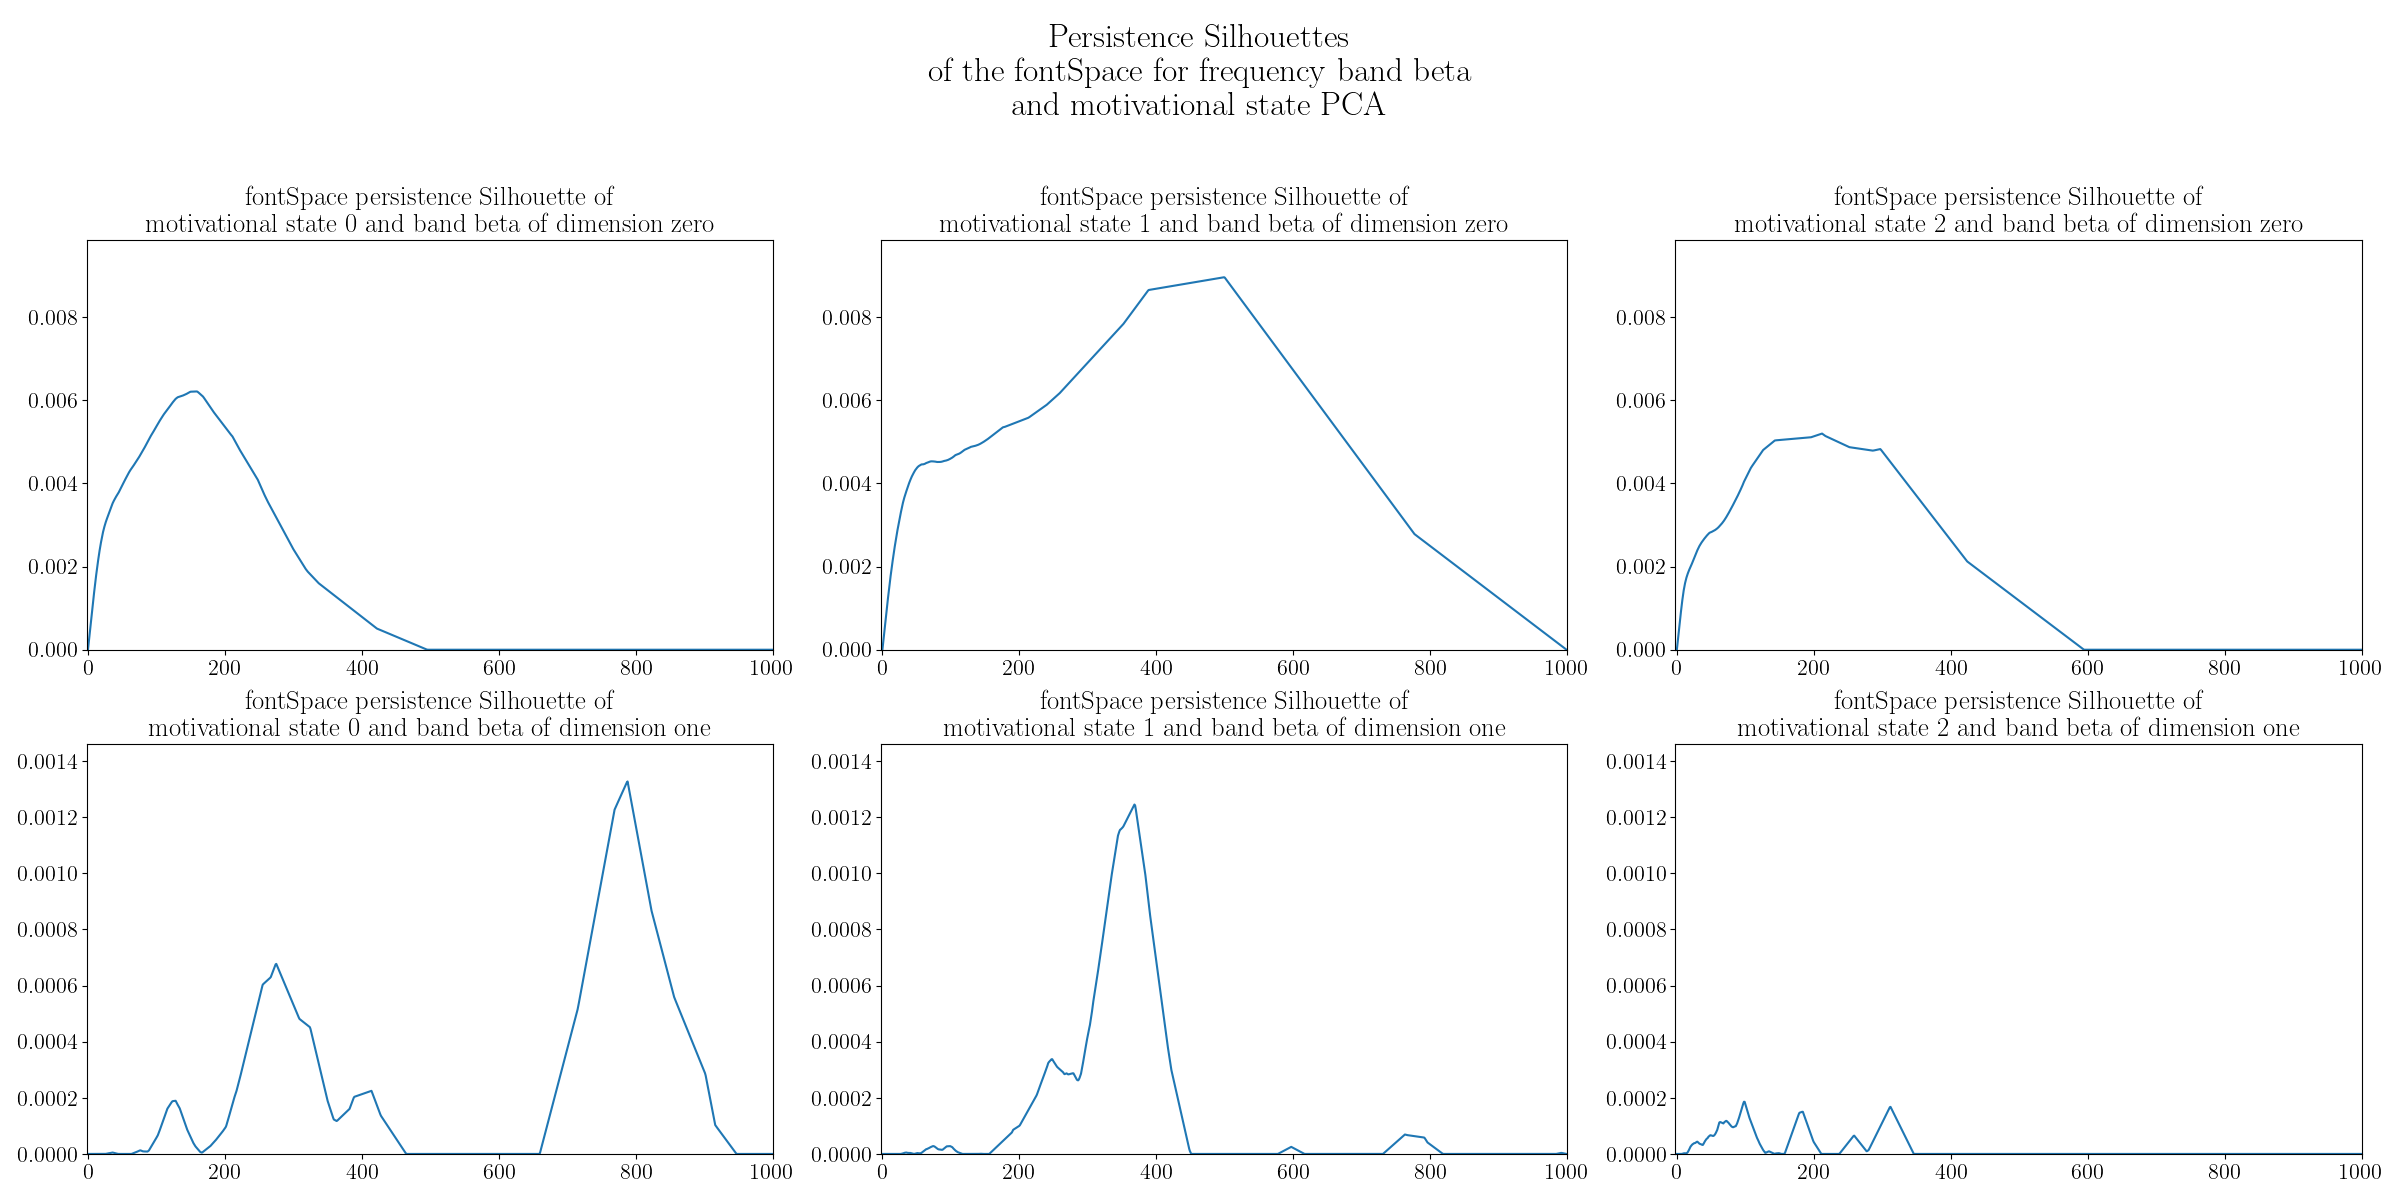 Persistence Silhouettes
of the fontSpace for frequency band beta
and motivational state PCA
fontSpace persistence Silhouette of
motivational state 0 and band beta of dimension zero
0.008
0.006
0.004
0.002
0.000
0 200 400 600 800 1000
fontSpace persistence Silhouette of
motivational state 1 and band beta of dimension zero
0.008
0.006
0.004
0.002
0.000
0 200 400 600 800 1000
fontSpace persistence Silhouette of
motivational state 2 and band beta of dimension zero
0.008
0.006
0.004
0.002
0.000
0 200 400 600 800 1000
fontSpace persistence Silhouette of
motivational state 0 and band beta of dimension one
0.0014
0.0012
0.0010
0.0008
0.0006
0.0004
0.0002
0.0000
0 200 400 600 800 1000
fontSpace persistence Silhouette of
motivational state 1 and band beta of dimension one
0.0014
0.0012
0.0010
0.0008
0.0006
0.0004
0.0002
0.0000
0 200 400 600 800 1000
fontSpace persistence Silhouette of
motivational state 2 and band beta of dimension one
0.0014
0.0012
0.0010
0.0008
0.0006
0.0004
0.0002
0.0000
0 200 400 600 800 1000